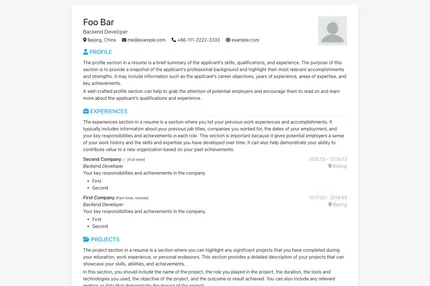 Foo Bar
Backend Developer
Beijing, China me@example.com +86-111-2222-3333 example.com
PROFILE
The profile section in a resume is a brief summary of the applicant's skills, qualifications, and experience. The purpose of
this section is to provide a snapshot of the applicant's professional background and highlight their most relevant accomplishments
and strengths. It may include information such as the applicant's career objectives, years of experience, areas of expertise, and
key achievements.
A well-crafted profile section can help to grab the attention of potential employers and encourage them to read on and learn
more about the applicant's qualifications and experience.
EXPERIENCES
The experiences section in a resume is a section where you list your previous work experiences and accomplishments. It
typically includes information about your previous job titles, companies you worked for, the dates of your employment, and
your key responsibilities and achievements in each role. This section is important because it gives potential employers a sense
of your work history and the skills and expertise you have developed over time. It can also help demonstrate your ability to
contribute value to a new organization based on your past achievements.
Second Company [Full-time] 2018.03 - 2019.02
Backend Developer Beijing
Your key responsibilities and achievements in the company.
• First
• Second
First Company [Part-time, remote] 2017.03 - 2018.03
Backend Developer Beijing
Your key responsibilities and achievements in the company.
• First
• Second
PROJECTS
The project section in a resume is a section where you can highlight any significant projects that you have completed during
your education, work experience, or personal endeavors. This section provides a detailed description of your projects that can
showcase your skills, abilities, and achievements.
In this section, you should include the name of the project, the role you played in the project, the duration, the tools and
technologies you used, the objective of the project, and the outcome or result achieved. You can also include any relevant